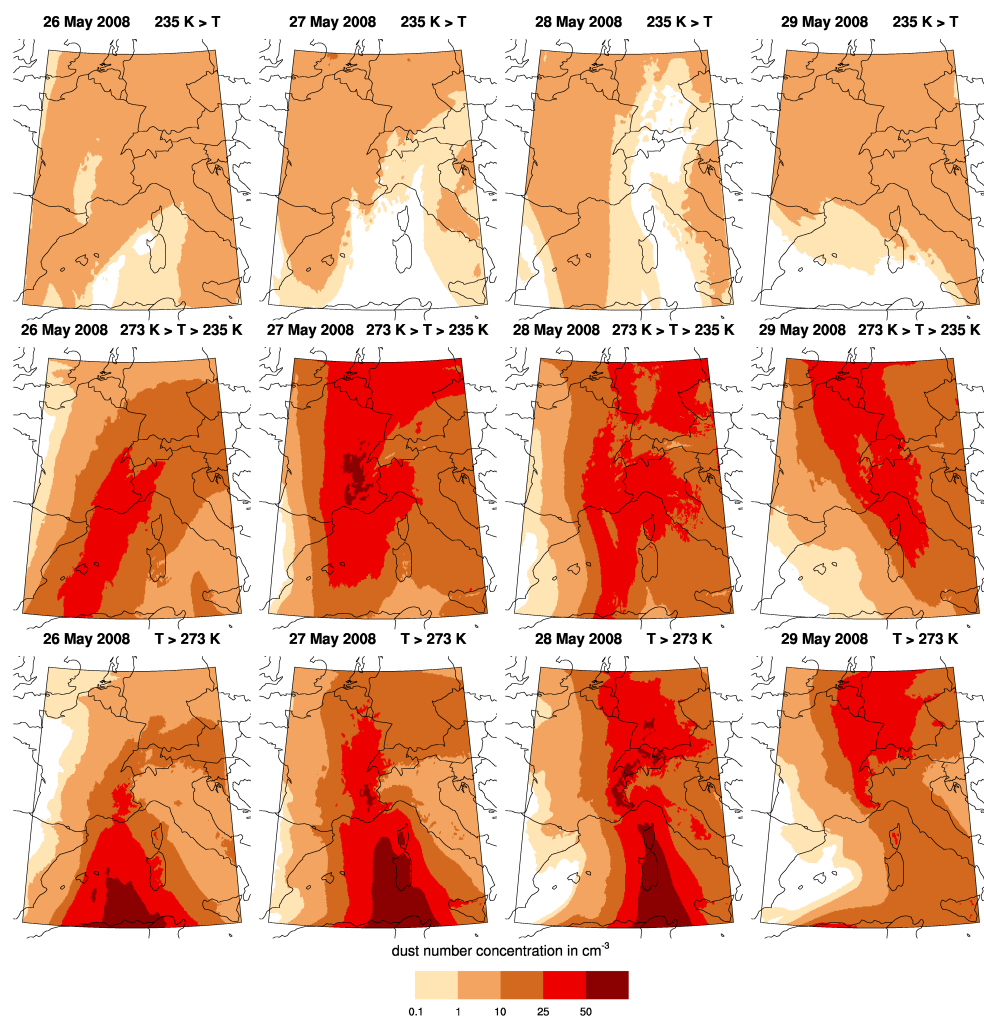 26 May 2008 235 K > T 27 May 2008 235 K > T 28 May 2008 235 K > T 29 May 2008 235 K > T
26 May 2008 273 K > T > 235 K 27 May 2008 273 K > T > 235 K 28 May 2008 273 K > T > 235 K 29 May 2008 273 K > T > 235 K
26 May 2008 T > 273 K 27 May 2008 T > 273 K 28 May 2008 T > 273 K 29 May 2008 T > 273 K
dust number concentration in cm⁻³
0.1 1 10 25 50